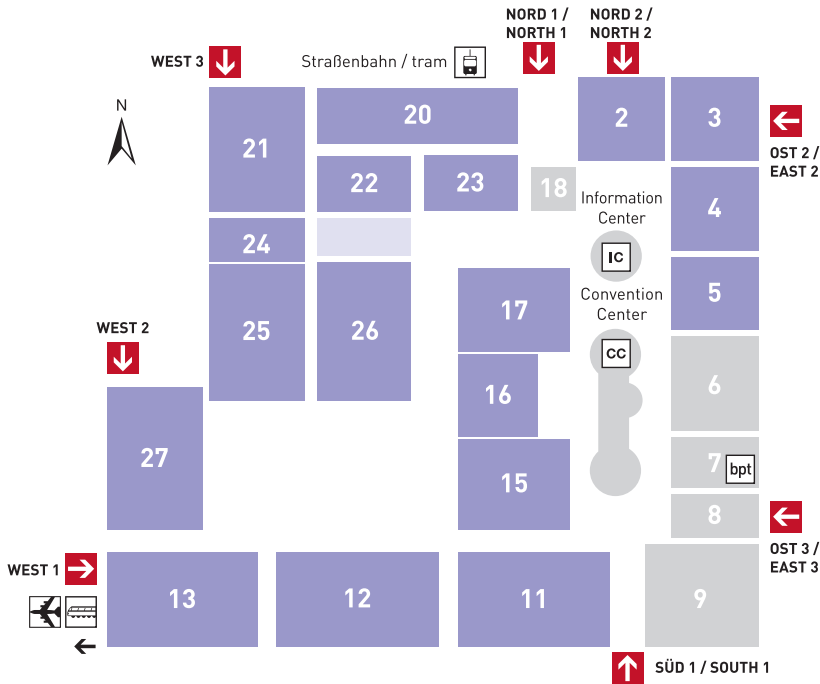 NORD 1 /
NORTH 1
NORD 2 /
NORTH 2
WEST 3
Straßenbahn / tram
N
21
20
2
3
OST 2 /
EAST 2
22
23
18
Information
Center
4
24
IC
Convention
Center
5
25
26
17
WEST 2
CC
6
16
27
15
7
bpt
8
OST 3 /
EAST 3
WEST 1
13
12
11
9
SÜD 1 / SOUTH 1